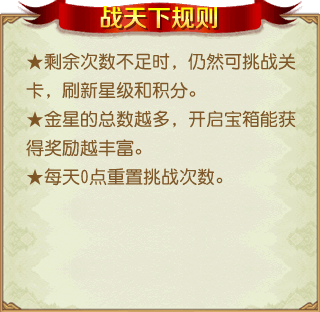 战天下规则
★剩余次数不足时，仍然可挑战关
卡，刷新星级和积分。
★金星的总数越多，开启宝箱能获
得奖励越丰富。
★每天0点重置挑战次数。